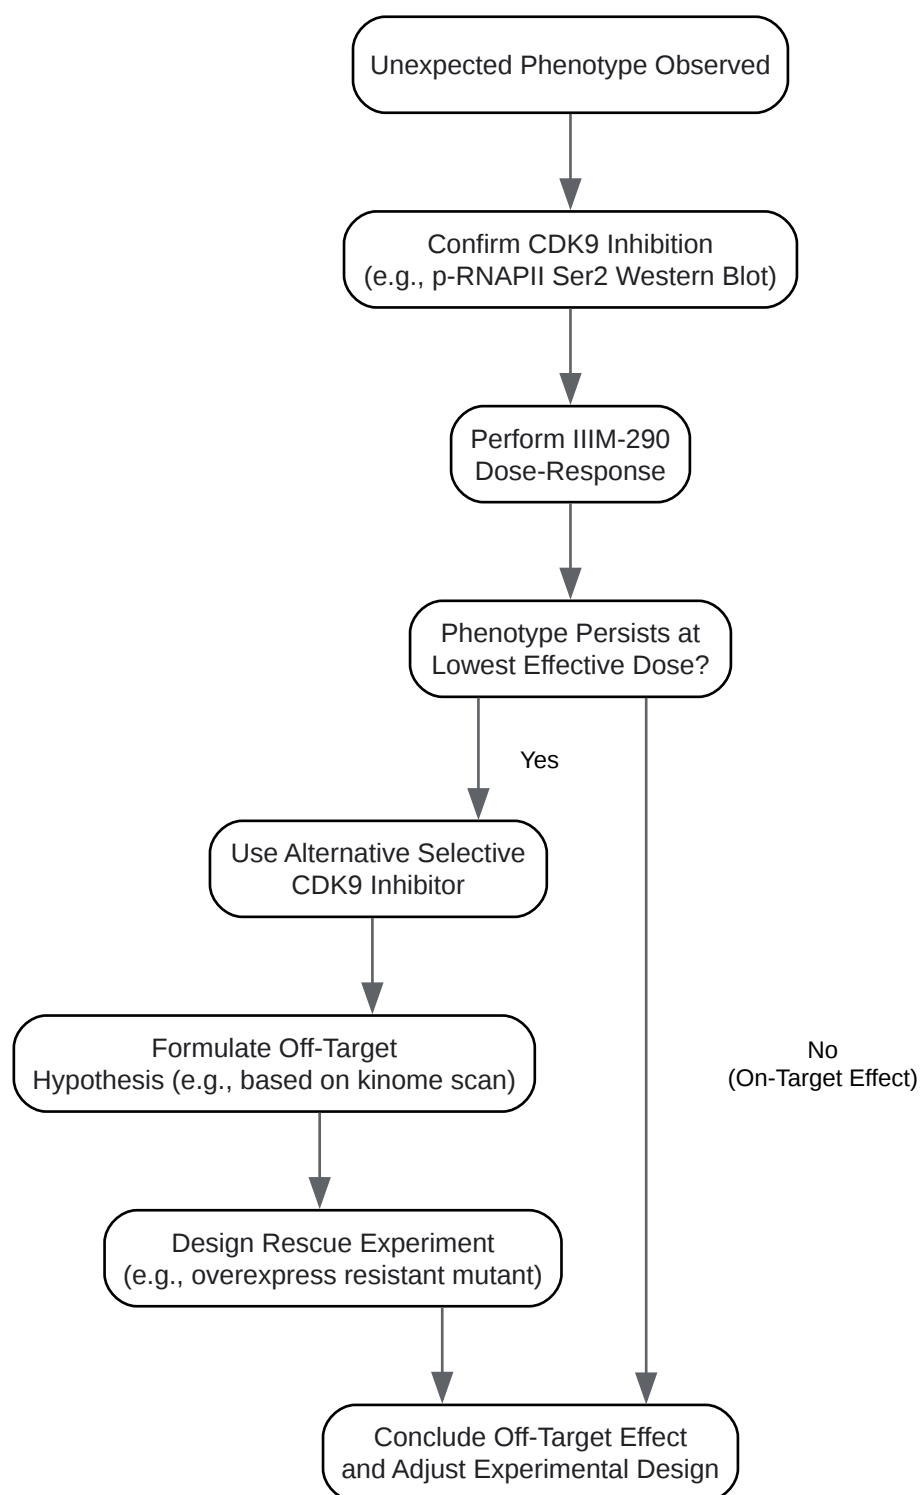 Unexpected Phenotype Observed
Confirm CDK9 Inhibition
(e.g., p-RNAPII Ser2 Western Blot)
Perform IIIM-290
Dose-Response
Phenotype Persists at
Lowest Effective Dose?
Yes
Use Alternative Selective
CDK9 Inhibitor
Formulate Off-Target
Hypothesis (e.g., based on kinome scan)
No
(On-Target Effect)
Design Rescue Experiment
(e.g., overexpress resistant mutant)
Conclude Off-Target Effect
and Adjust Experimental Design